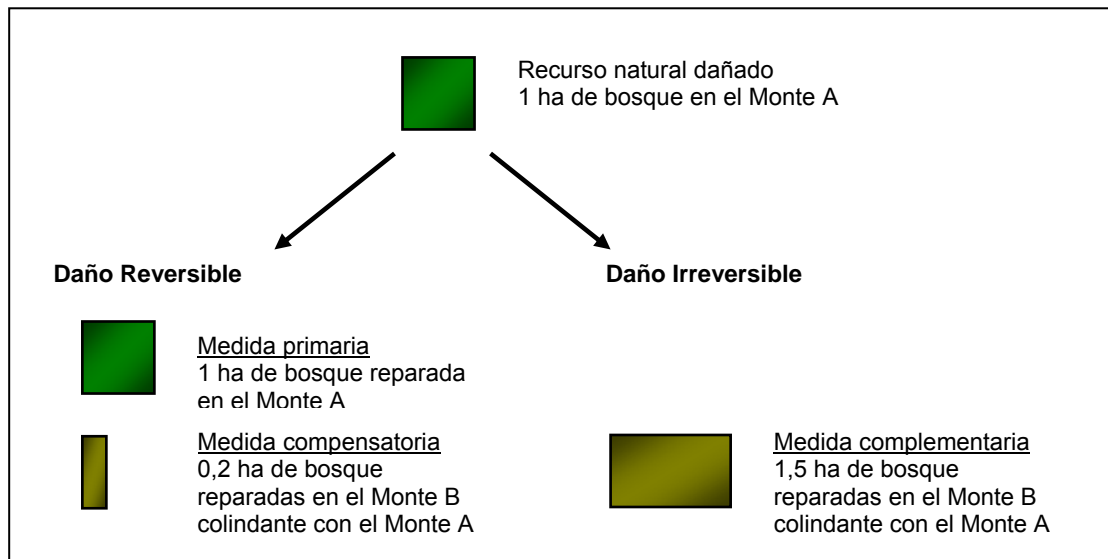 Recurso natural dañado
1 ha de bosque en el Monte A
Daño Reversible
Daño Irreversible
Medida primaria
1 ha de bosque reparada
en el Monte A
Medida compensatoria
0,2 ha de bosque
reparadas en el Monte B
colindante con el Monte A
Medida complementaria
1,5 ha de bosque
reparadas en el Monte B
colindante con el Monte A